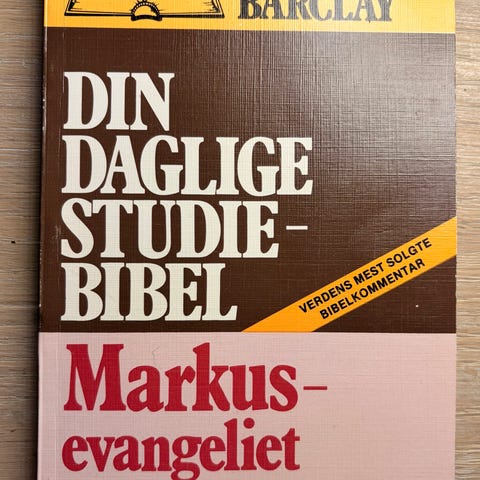 BARCLAY
DIN
DAGLIGE
STUDIE-
BIBEL
VERDENS MEST SOLGTE
BIBELKOMMENTAR
Markus-
evangeliet